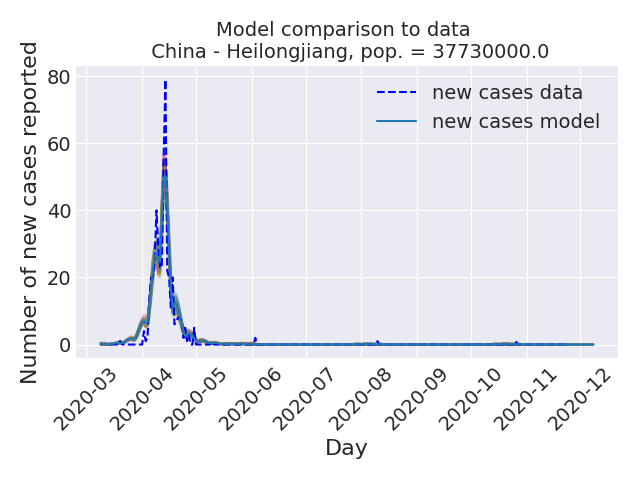 Model comparison to data
China - Heilongjiang, pop. = 37730000.0
Number of new cases reported
80
60
40
20
0
new cases data
new cases model
2020-03
2020-04
2020-05
2020-06
2020-07
2020-08
2020-09
2020-10
2020-11
2020-12
Day